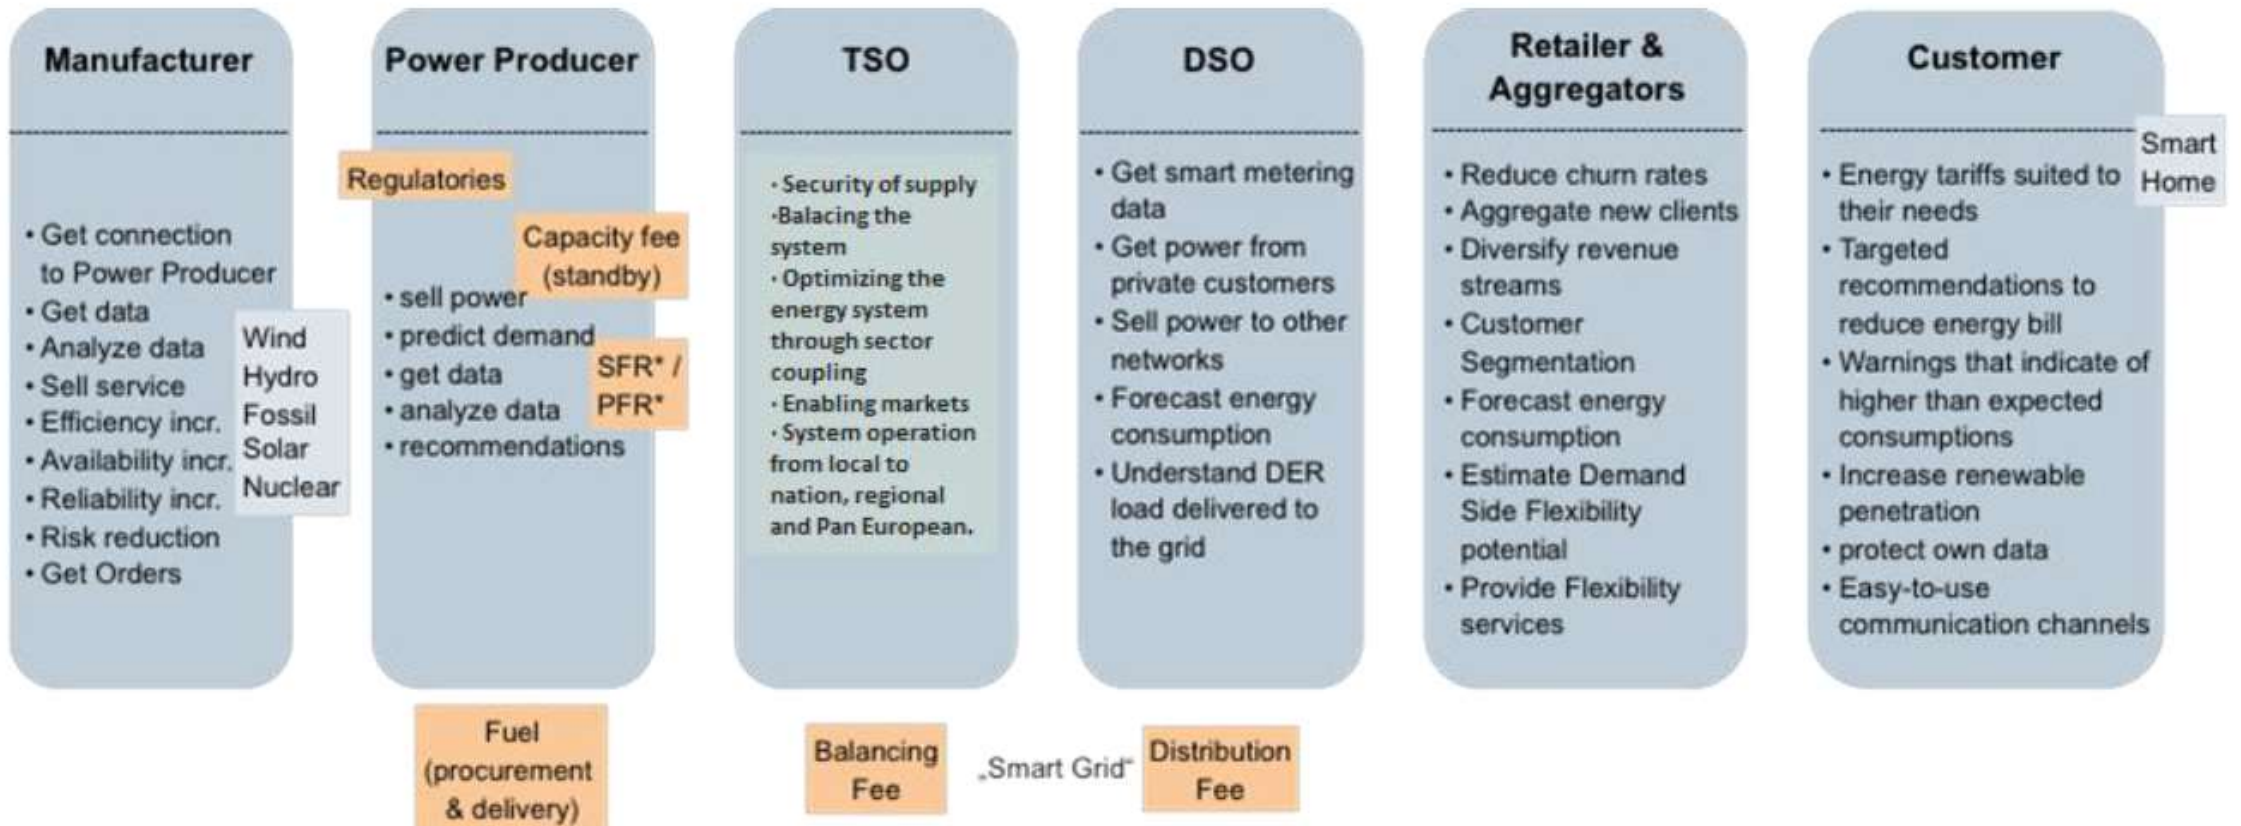 Manufacturer
• Get connection
to Power Producer
• Get data
• Analyze data
• Sell service
• Efficiency incr.
• Availability incr.
• Reliability incr.
• Risk reduction
• Get Orders
Wind
Hydro
Fossil
Solar
Nuclear
Power Producer
Regulatories
Capacity fee
(standby)
• sell power
• predict demand
• get data
• analyze data
• recommendations
SFR* /
PFR*
Fuel
(procurement
& delivery)
TSO
· Security of supply
·Balacing the
system
· Optimizing the
energy system
through sector
coupling
· Enabling markets
· System operation
from local to
nation, regional
and Pan European.
Balancing
Fee
„Smart Grid“
DSO
• Get smart metering
data
• Get power from
private customers
• Sell power to other
networks
• Forecast energy
consumption
• Understand DER
load delivered to
the grid
Distribution
Fee
Retailer &
Aggregators
• Reduce churn rates
• Aggregate new clients
• Diversify revenue
streams
• Customer
Segmentation
• Forecast energy
consumption
• Estimate Demand
Side Flexibility
potential
• Provide Flexibility
services
Customer
Smart
Home
• Energy tariffs suited to
their needs
• Targeted
recommendations to
reduce energy bill
• Warnings that indicate of
higher than expected
consumptions
• Increase renewable
penetration
• protect own data
• Easy-to-use
communication channels